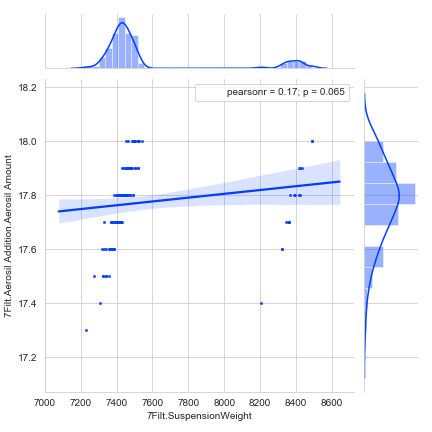 pearsonr = 0.17; p = 0.065
18.2
18.0
17.8
17.6
17.4
17.2
7Filt.Aerosil Addition.Aerosil Amount
7000 7200 7400 7600 7800 8000 8200 8400 8600
7Filt.SuspensionWeight